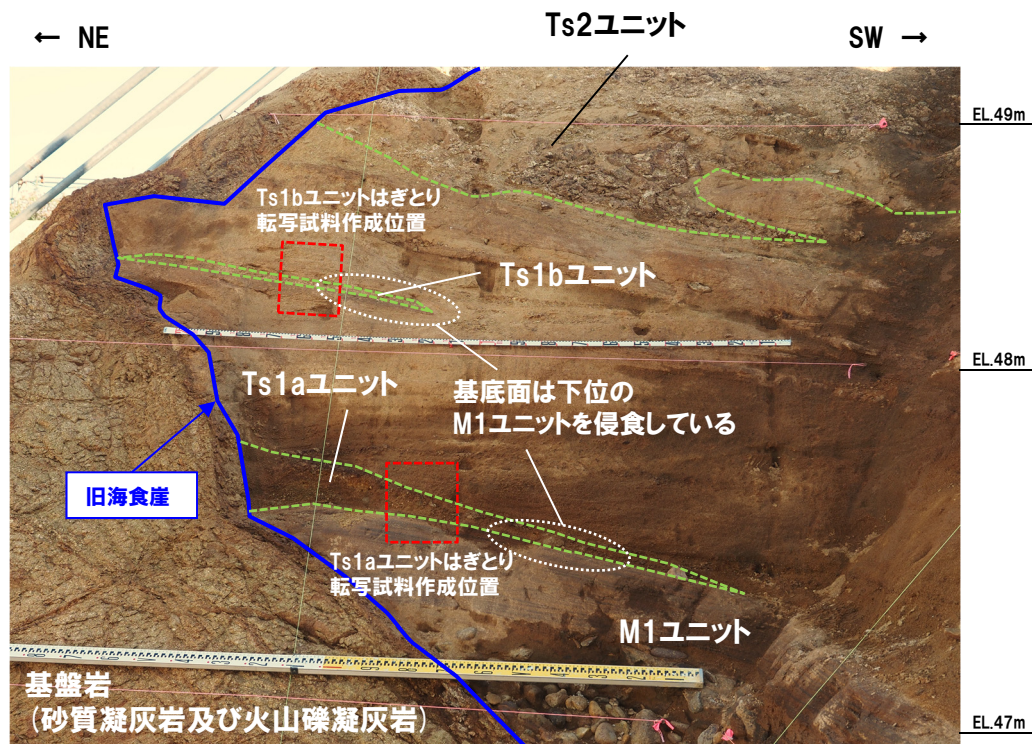 ← NE
Ts2ユニット
SW →
EL.49m
Ts1bユニットはぎとり
転写試料作成位置
Ts1bユニット
EL.48m
Ts1aユニット
基底面は下位の
M1ユニットを侵食している
旧海食崖
Ts1aユニットはぎとり
転写試料作成位置
M1ユニット
基盤岩
(砂質凝灰岩及び火山礫凝灰岩)
EL.47m